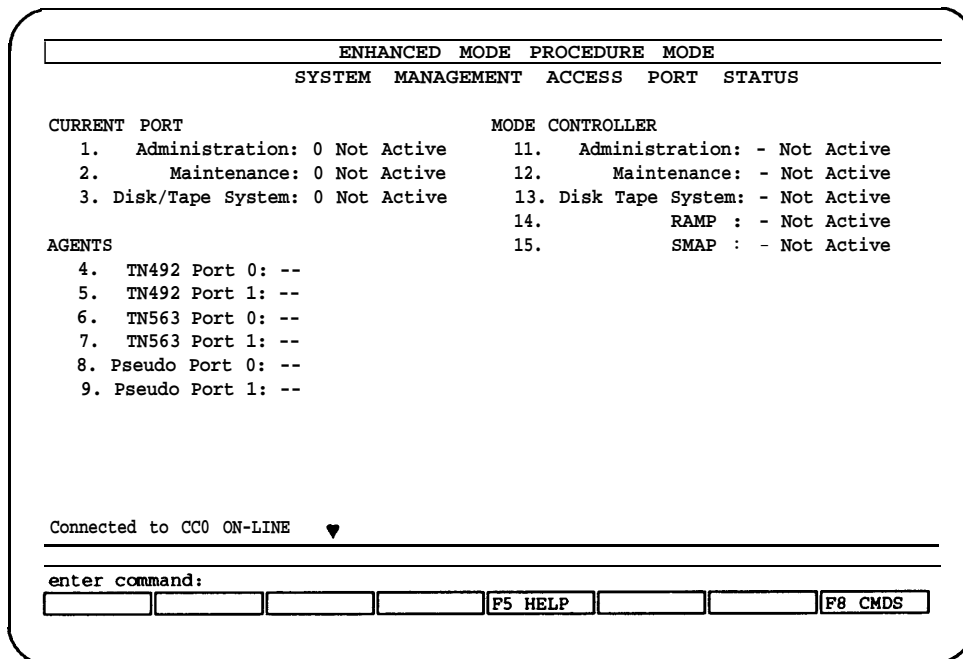 ENHANCED MODE PROCEDURE MODE
SYSTEM MANAGEMENT ACCESS PORT STATUS
CURRENT PORT
1. Administration: 0 Not Active
2. Maintenance: 0 Not Active
3. Disk/Tape System: 0 Not Active
AGENTS
4. TN492 Port 0: --
5. TN492 Port 1: --
6. TN563 Port 0: --
7. TN563 Port 1: --
8. Pseudo Port 0: --
9. Pseudo Port 1: --
MODE CONTROLLER
11. Administration: - Not Active
12. Maintenance: - Not Active
13. Disk Tape System: - Not Active
14. RAMP : - Not Active
15. SMAP : - Not Active
Connected to CC0 ON-LINE
enter command:
F5 HELP F8 CMDS